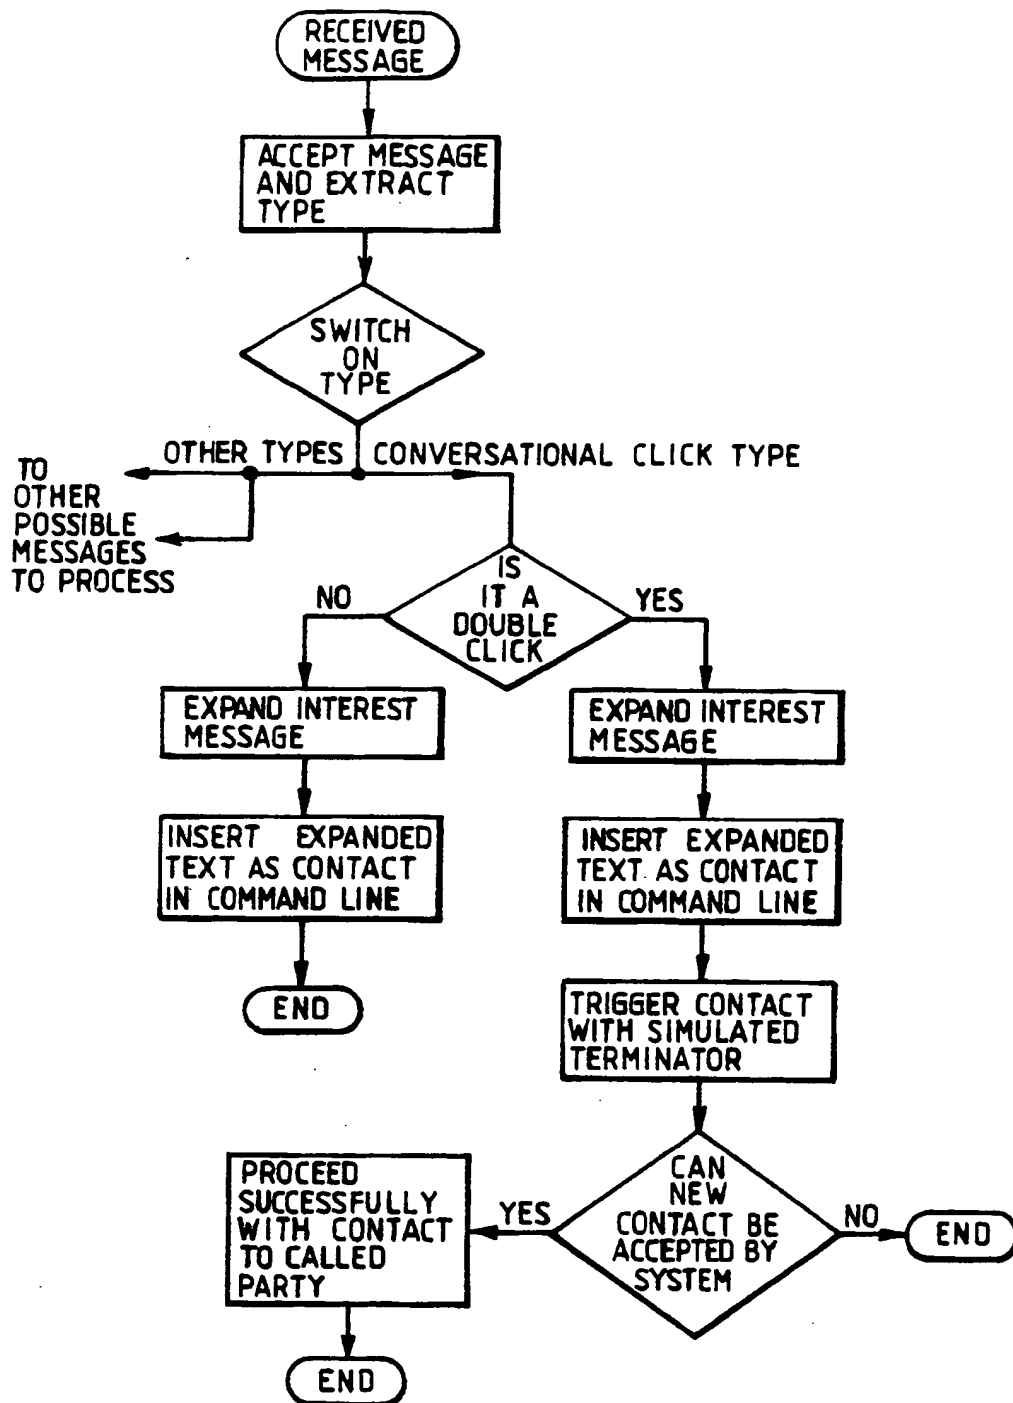 RECEIVED
MESSAGE
ACCEPT MESSAGE
AND EXTRACT
TYPE
SWITCH
ON
TYPE
OTHER TYPES
CONVERSATIONAL CLICK TYPE
TO
OTHER
POSSIBLE
MESSAGES
TO PROCESS
IS
IT A
DOUBLE
CLICK
NO
YES
EXPAND INTEREST
MESSAGE
EXPAND INTEREST
MESSAGE
INSERT EXPANDED
TEXT AS CONTACT
IN COMMAND LINE
INSERT EXPANDED
TEXT AS CONTACT
IN COMMAND LINE
END
TRIGGER CONTACT
WITH SIMULATED
TERMINATOR
CAN
NEW
CONTACT BE
ACCEPTED BY
SYSTEM
YES
NO
PROCEED
SUCCESSFULLY
WITH CONTACT
TO CALLED
PARTY
END
END